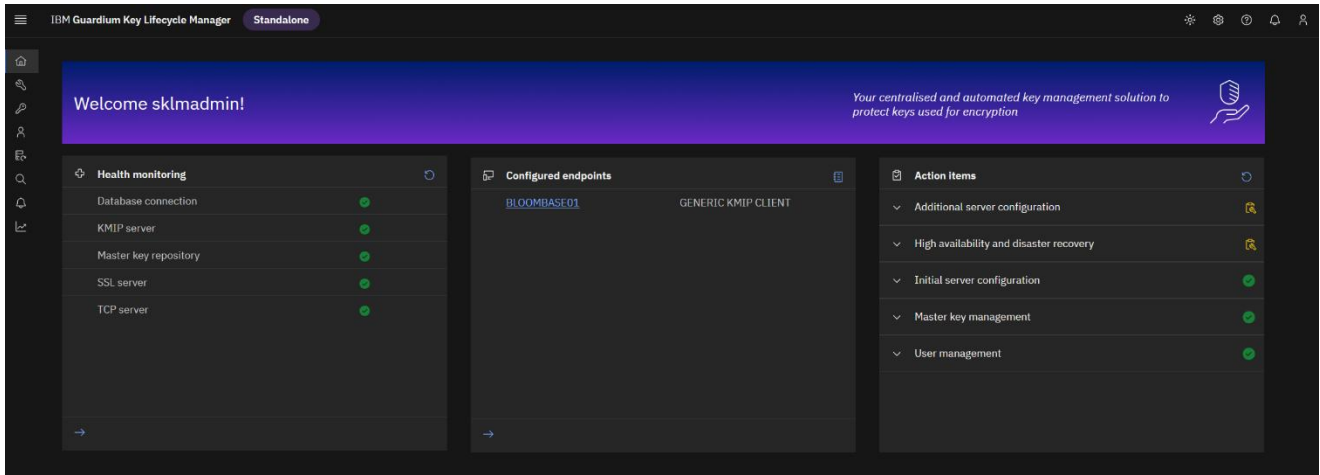 IBM Guardium Key Lifecycle Manager Standalone
Welcome sklmadmin!
Your centralised and automated key management solution to
protect keys used for encryption
Health monitoring
Database connection
KMIP server
Master key repository
SSL server
TCP server
Configured endpoints
BLOOMBASE01 GENERIC KMIP CLIENT
Action items
Additional server configuration
High availability and disaster recovery
Initial server configuration
Master key management
User management